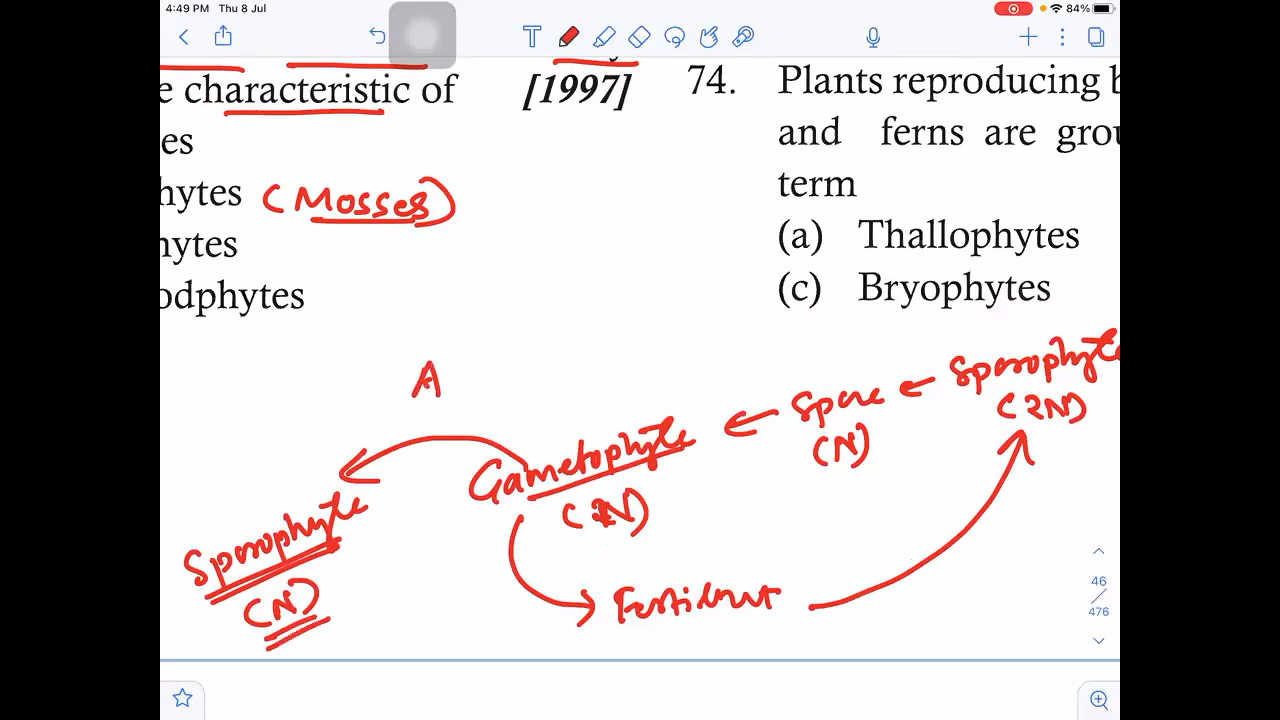 4:49 PM Thu 8 Jul
84%
e characteristic of [1997]
es
hytes (Mosses)
hytes
odphytes
74. Plants reproducing b
and ferns are grou
term
(a) Thallophytes
(c) Bryophytes
A
Sporophyte
(2N)
Spore
(N)
Gametophyte
Sporophyte
(N)
46
476